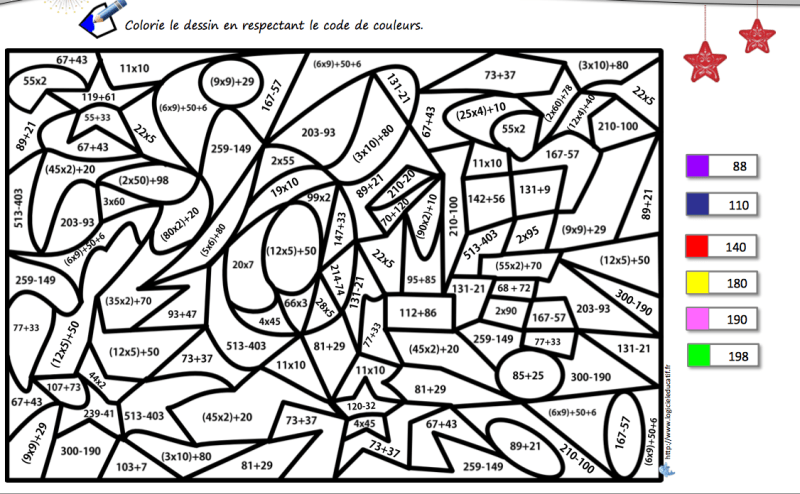 Colorie le dessin en respectant le code de couleurs.
67+43
11x10
(9x9)+29
(6x9)+50+6
73+37
(3x10)+80
55x2
119+61
(6x9)+50+6
167-57
131-21
(25x4)+10
(2x60)+78
(12x4)+40
22x5
55+33
22x5
203-93
67+43
55x2
210-100
89+21
67+43
259-149
(3x10)+80
2x55
11x10
167-57
(45x2)+20
(2x50)+98
19x10
89+21
210-20
142+56
131+9
89+21
513-403
203-93
3x60
99x2
70+120
(90x2)+10
210-100
(80x2)+20
147+33
513-403
2x95
(9x9)+29
(6x9)+50+6
(5x6)+80
(12x5)+50
22x5
(55x2)+70
(12x5)+50
259-149
20x7
214-74
95+85
131-21
68 + 72
300-190
(35x2)+70
66x3
28x5
131-21
112+86
2x90
167-57
203-93
77+33
(12x5)+50
93+47
4x45
77+33
259-149
77+33
131-21
(12x5)+50
73+37
513-403
81+29
(45x2)+20
11x10
11x10
85+25
300-190
107+73
44x2
81+29
67+43
239-41
513-403
(45x2)+20
73+37
120-32
4x45
67+43
(6x9)+50+6
167-57
(6x9)+50+6
(9x9)+29
300-190
103+7
(3x10)+80
81+29
73+37
259-149
89+21
210-100
88
110
140
180
190
198
http://www.logicieleducatif.fr